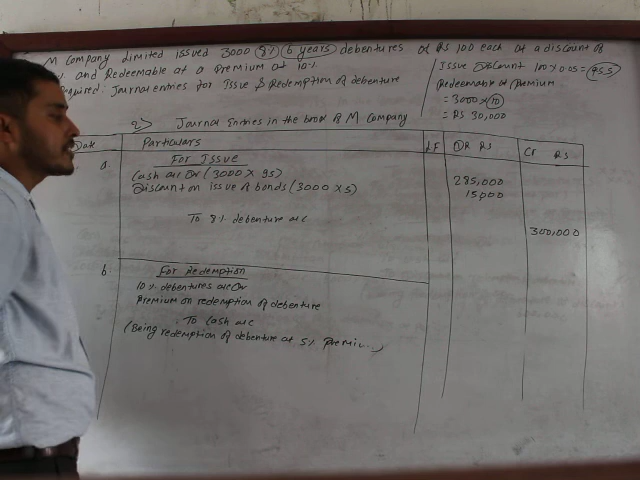 M Company Limited issued 3000 8% 6 years debentures of Rs 100 each at a discount of
% and Redeemable at a Premium at 10%
quired: Journal entries for Issue & Redemption of debenture
Issue Discount 100 x 0.05 = 95.5
Redeemable at premium
= 3000 x 10
= Rs 30,000
Journal Entries in the book of M Company
Date Particulars LF DR RS Cr RS
a. For Issue
Cash a/c Dr (3000 x 95) 285,000
Discount on issue of bonds (3000 x 5) 15,000
To 8% debenture a/c 300,000
b. For Redemption
10% debentures a/c Dr
Premium on redemption of debenture
To Cash a/c
(Being redemption of debenture at 5% Premiu...)